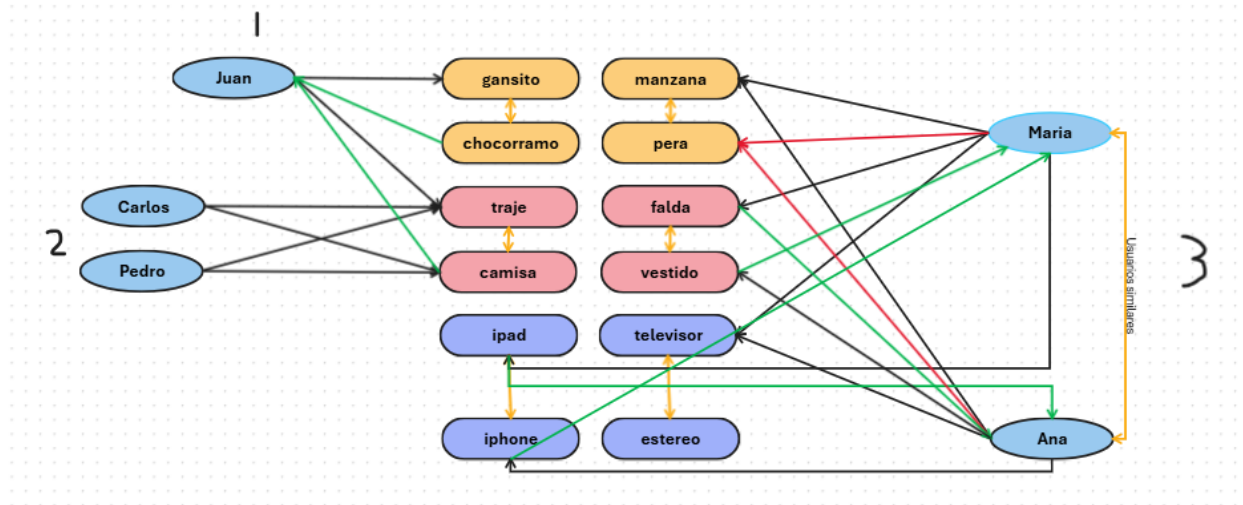 1
Juan
gansito
manzana
chocorramo
pera
Maria
Carlos
traje
falda
2
Pedro
camisa
vestido
Usuarios similares
3
ipad
televisor
iphone
estereo
Ana